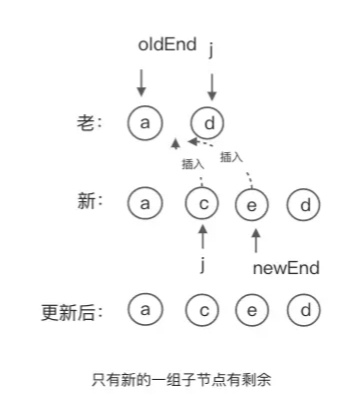 oldEnd j
老: a d
插入 插入
新: a c e d
j
newEnd
更新后: a c e d
只有新的一组子节点有剩余